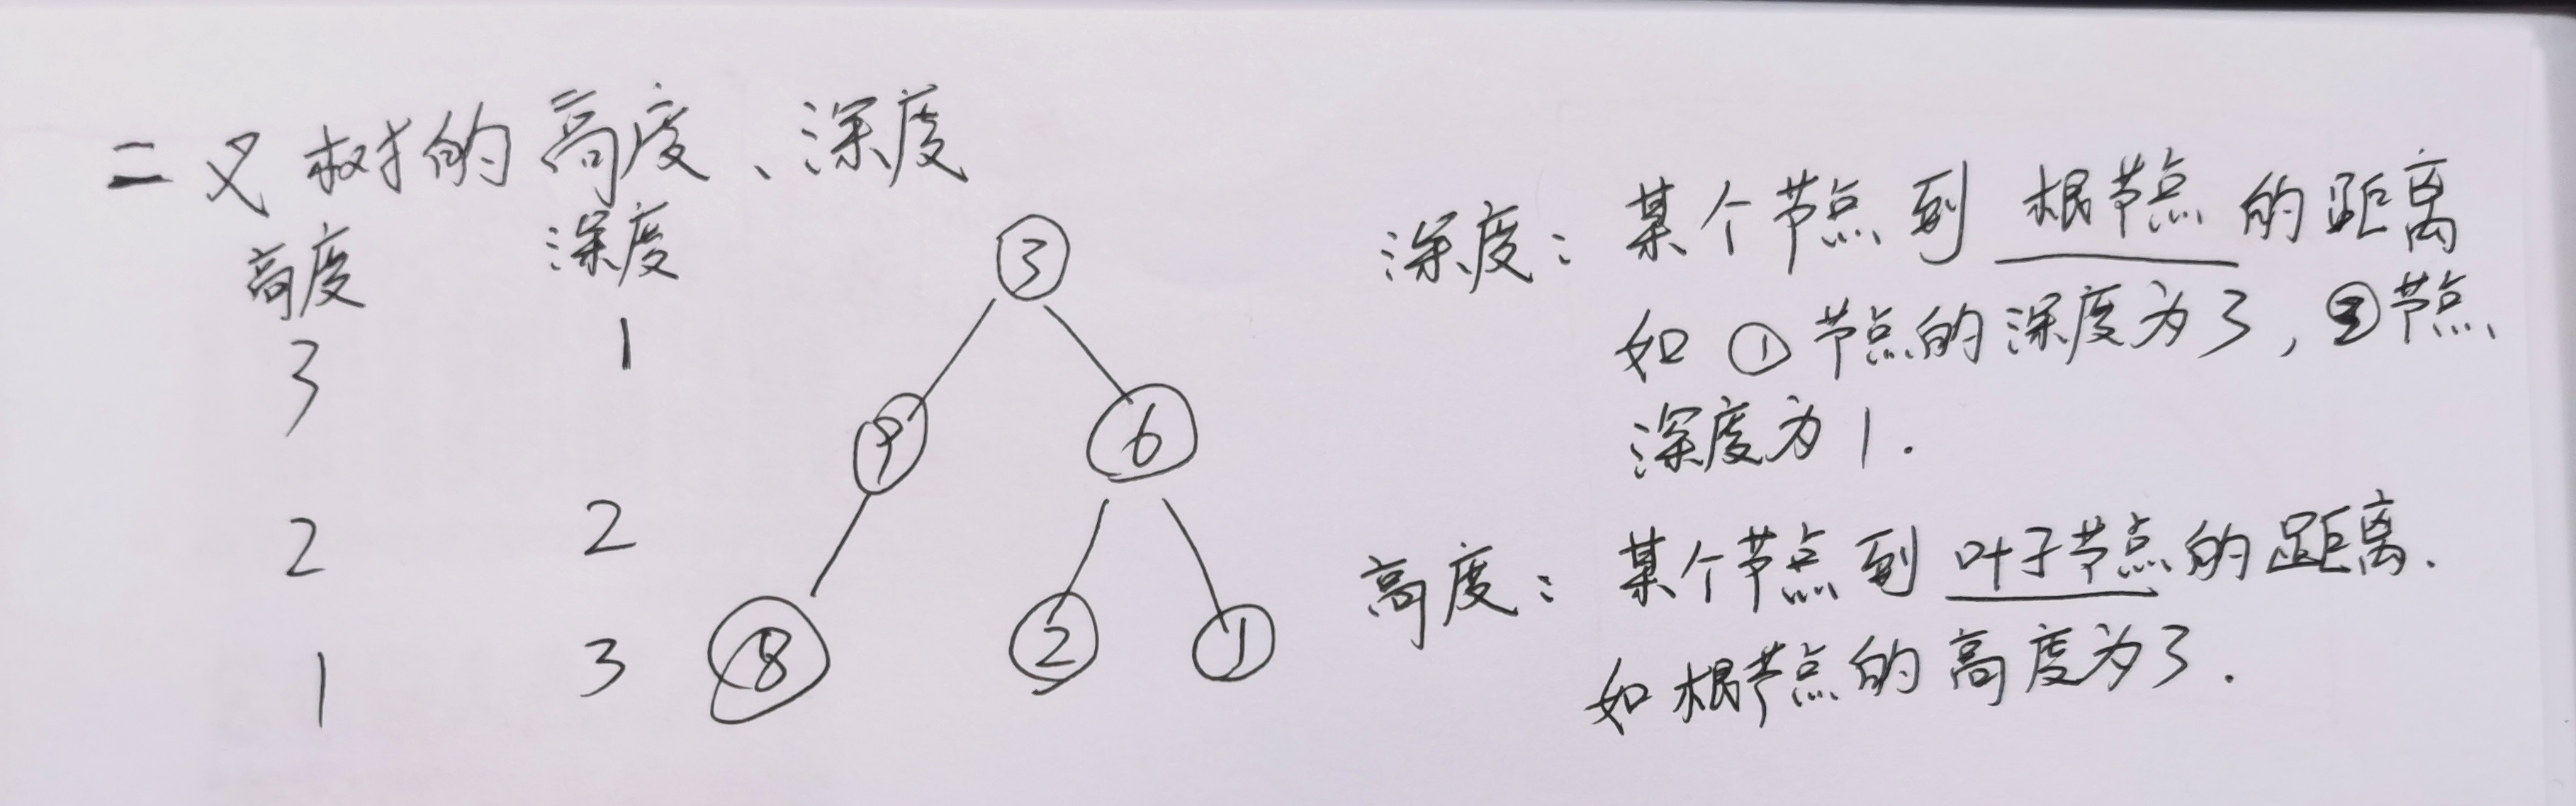 二叉树的高度、深度
高度 深度
3 1
2 2
1 3
3
9 6
8 2 1
深度：某个节点到根节点的距离
如 ① 节点的深度为3，③节点
深度为1.
高度：某个节点到叶子节点的距离.
如根节点的高度为3.